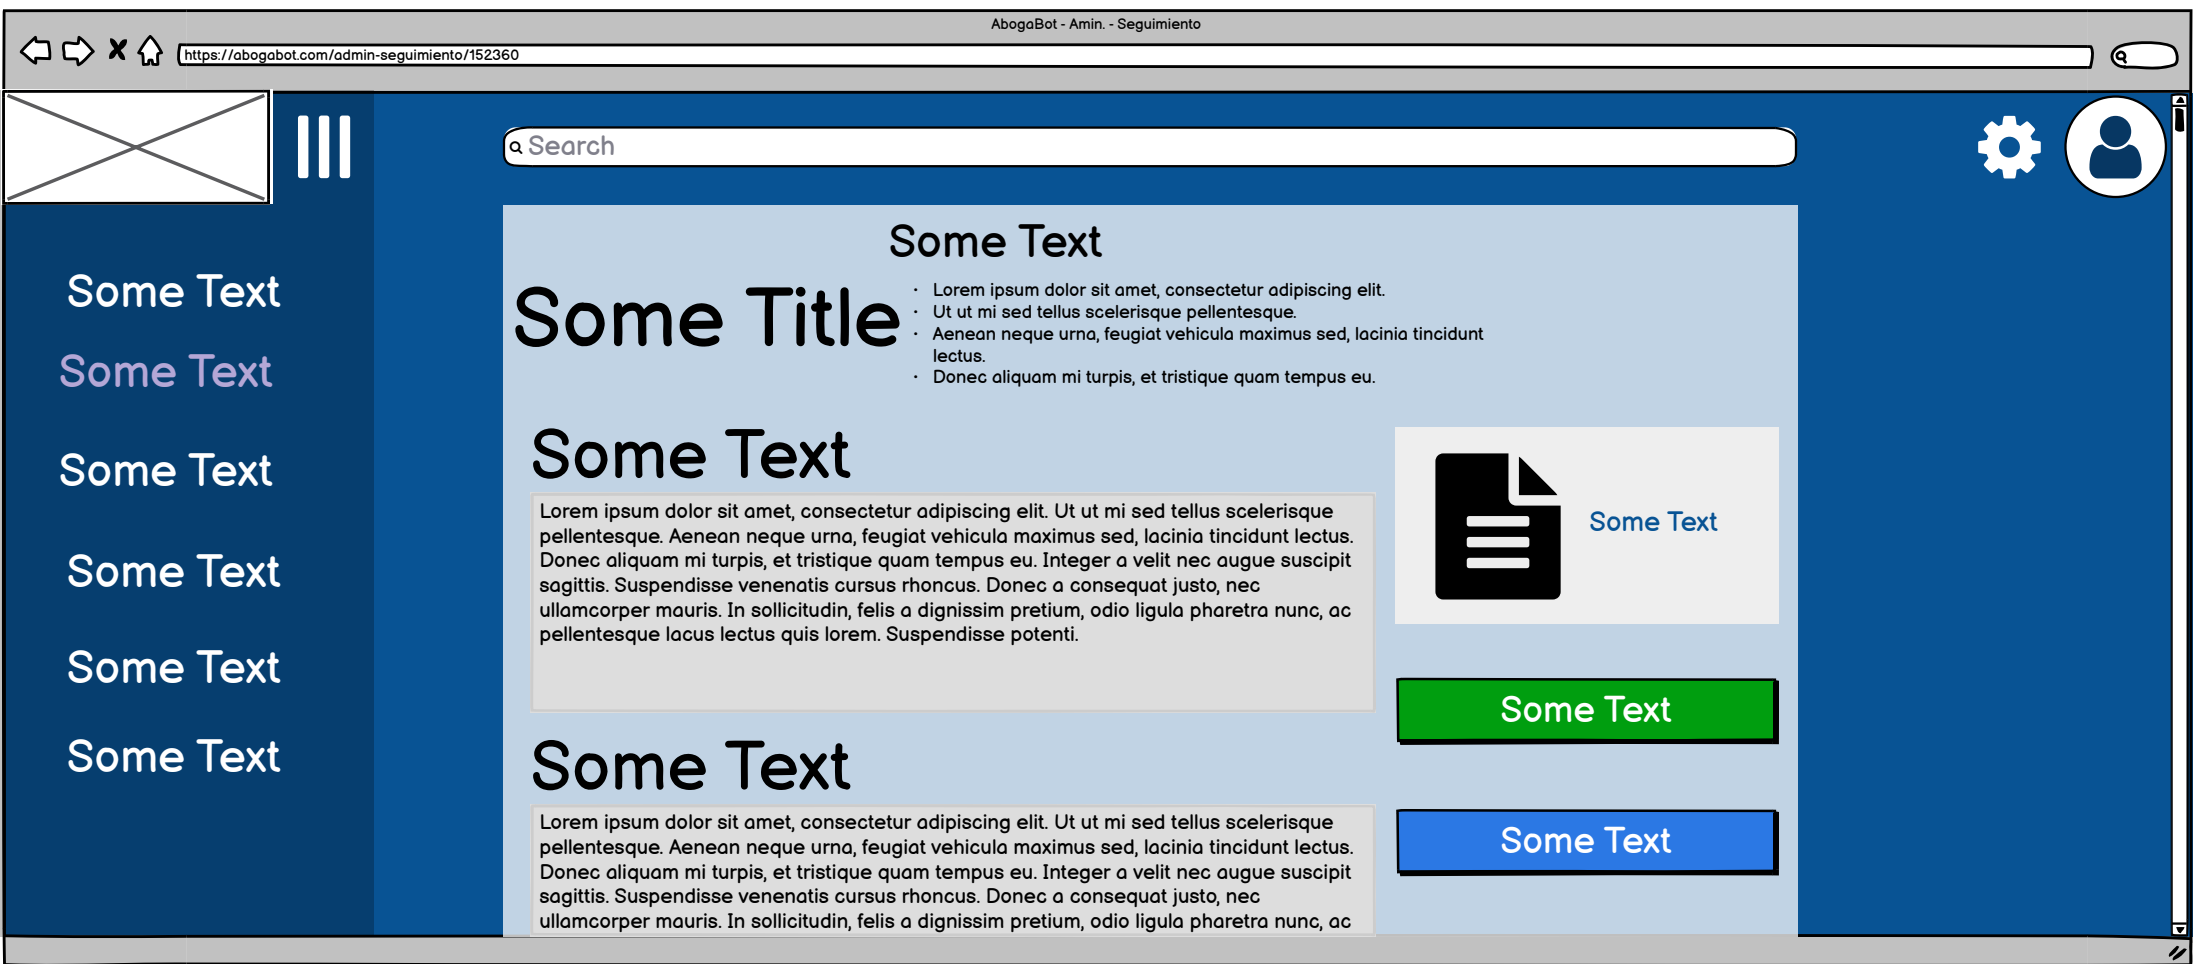 AbogaBot - Amin. - Seguimiento
https://abogabot.com/admin-seguimiento/152360
Search
Some Text
Some Text
Some Text
Some Text
Some Text
Some Text
Some Text
Some Title
· Lorem ipsum dolor sit amet, consectetur adipiscing elit.
· Ut ut mi sed tellus scelerisque pellentesque.
· Aenean neque urna, feugiat vehicula maximus sed, lacinia tincidunt
lectus.
· Donec aliquam mi turpis, et tristique quam tempus eu.
Some Text
Lorem ipsum dolor sit amet, consectetur adipiscing elit. Ut ut mi sed tellus scelerisque
pellentesque. Aenean neque urna, feugiat vehicula maximus sed, lacinia tincidunt lectus.
Donec aliquam mi turpis, et tristique quam tempus eu. Integer a velit nec augue suscipit
sagittis. Suspendisse venenatis cursus rhoncus. Donec a consequat justo, nec
ullamcorper mauris. In sollicitudin, felis a dignissim pretium, odio ligula pharetra nunc, ac
pellentesque lacus lectus quis lorem. Suspendisse potenti.
Some Text
Lorem ipsum dolor sit amet, consectetur adipiscing elit. Ut ut mi sed tellus scelerisque
pellentesque. Aenean neque urna, feugiat vehicula maximus sed, lacinia tincidunt lectus.
Donec aliquam mi turpis, et tristique quam tempus eu. Integer a velit nec augue suscipit
sagittis. Suspendisse venenatis cursus rhoncus. Donec a consequat justo, nec
ullamcorper mauris. In sollicitudin, felis a dignissim pretium, odio ligula pharetra nunc, ac
Some Text
Some Text
Some Text